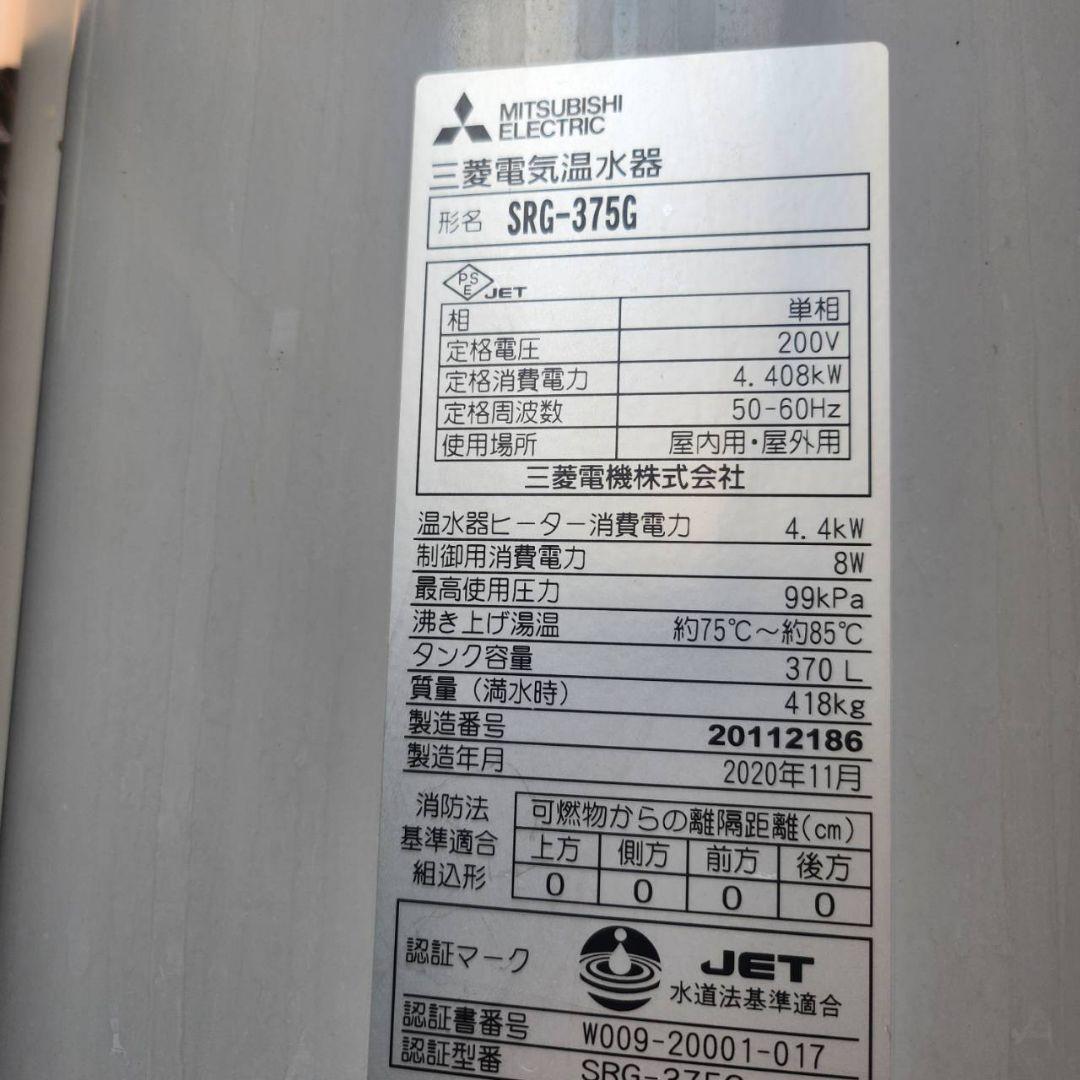 MITSUBISHI
ELECTRIC
三菱電気温水器
形名 SRG-375G
PSE JET
相 単相
定格電圧 200V
定格消費電力 4.408kW
定格周波数 50-60Hz
使用場所 屋内用・屋外用
三菱電機株式会社
温水器ヒーター消費電力 4.4kW
制御用消費電力 8W
最高使用圧力 99kPa
沸き上げ湯温 約75℃～約85℃
タンク容量 370L
質量（満水時） 418kg
製造番号 20112186
製造年月 2020年11月
消防法
基準適合
組込形
可燃物からの離隔距離(cm)
上方 側方 前方 後方
0 0 0 0
認証マーク JET
水道法基準適合
認証書番号 W009-20001-017
認証型番 SRG-375G